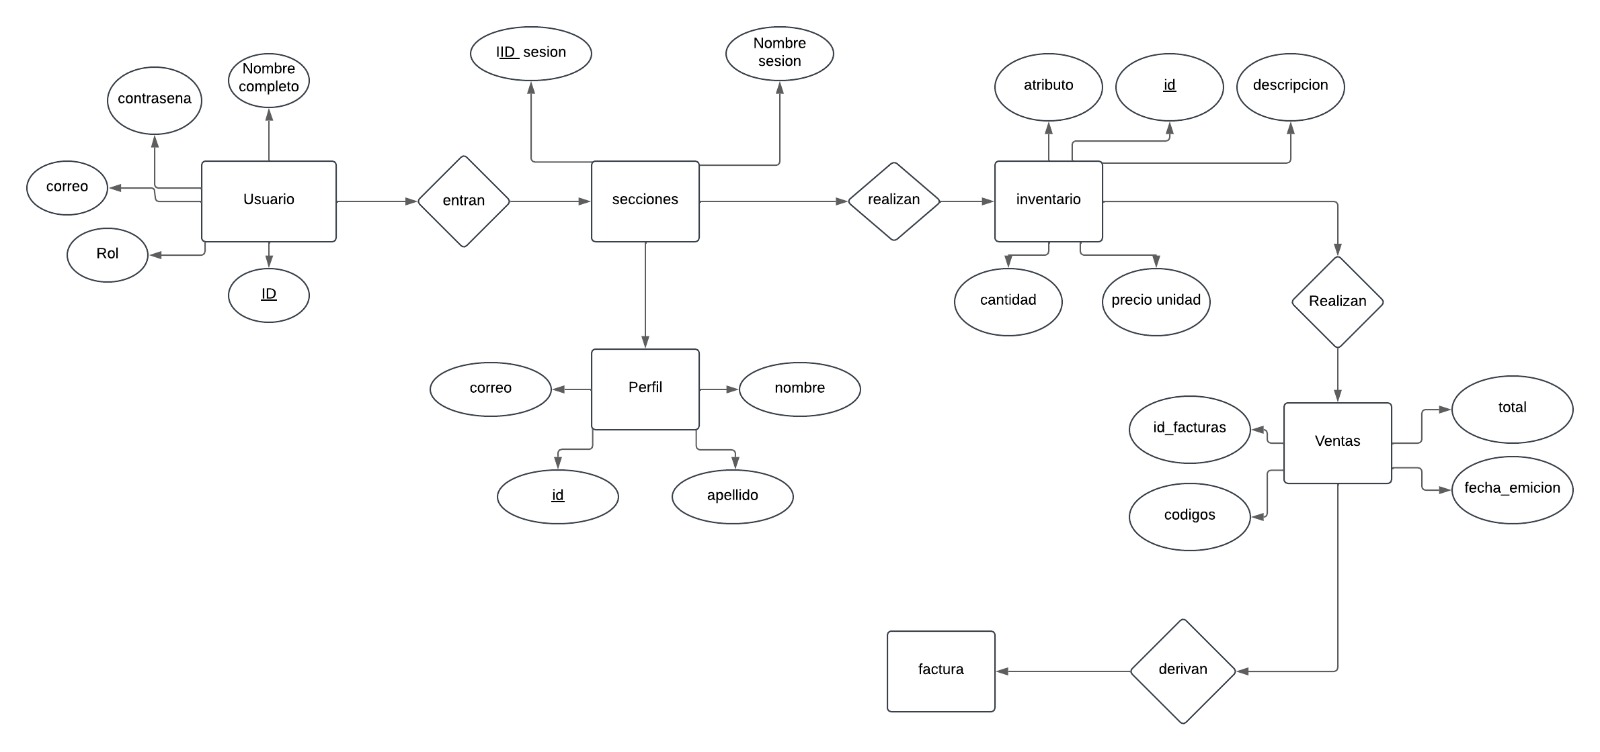 IID_ sesion
Nombre
sesion
Nombre
completo
contrasena
atributo
id
descripcion
correo
Usuario
entran
secciones
realizan
inventario
Rol
ID
cantidad
precio unidad
Realizan
correo
Perfil
nombre
id_facturas
Ventas
total
id
apellido
codigos
fecha_emicion
factura
derivan